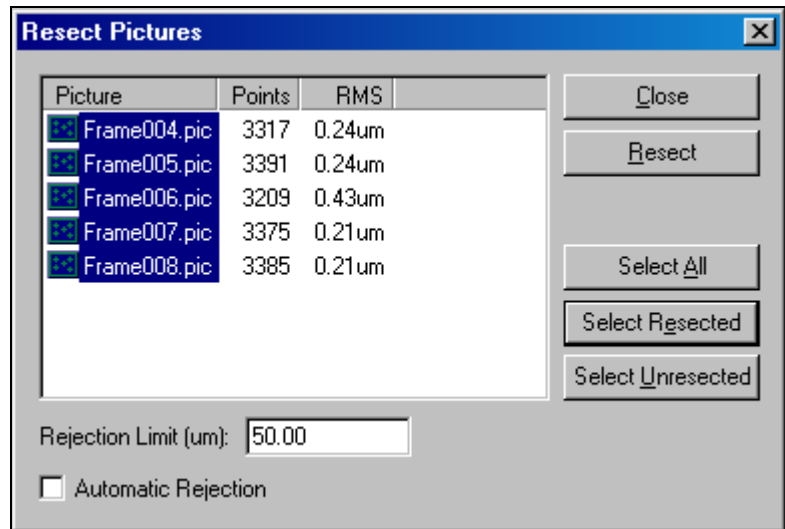 Resect Pictures
Picture Points RMS
Frame004.pic 3317 0.24um
Frame005.pic 3391 0.24um
Frame006.pic 3209 0.43um
Frame007.pic 3375 0.21um
Frame008.pic 3385 0.21um
Close
Resect
Select All
Select Resected
Select Unresected
Rejection Limit (um): 50.00
Automatic Rejection